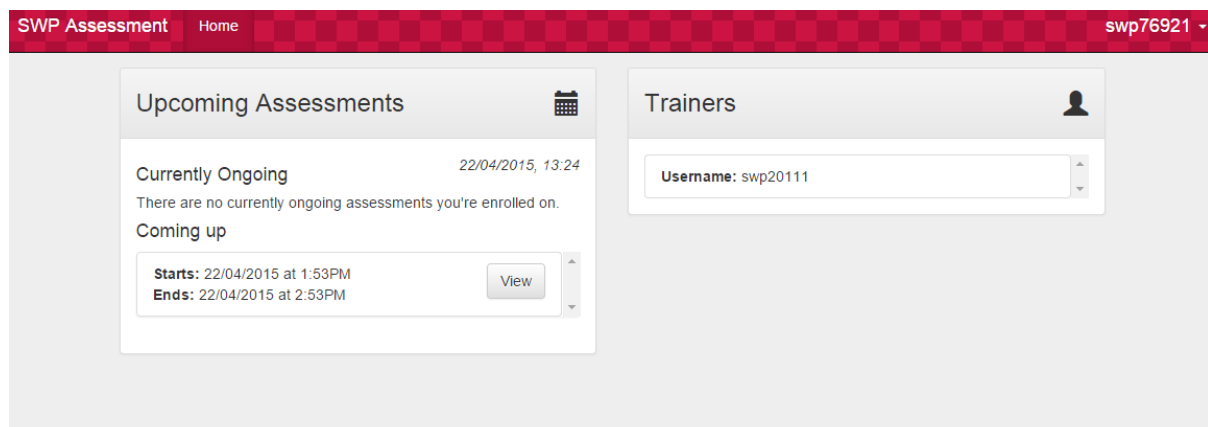 SWP Assessment Home swp76921
Upcoming Assessments
Currently Ongoing 22/04/2015, 13:24
There are no currently ongoing assessments you're enrolled on.
Coming up
Starts: 22/04/2015 at 1:53PM
Ends: 22/04/2015 at 2:53PM
View
Trainers
Username: swp20111